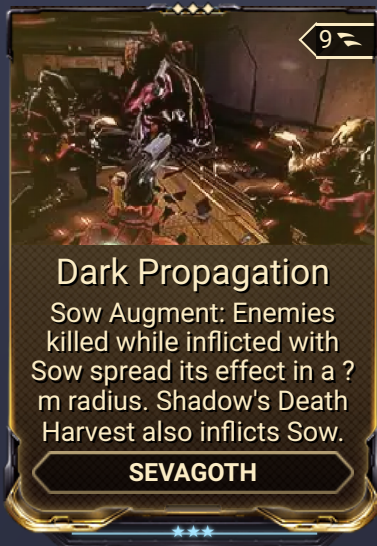 9
Dark Propagation
Sow Augment: Enemies
killed while inflicted with
Sow spread its effect in a ?
m radius. Shadow's Death
Harvest also inflicts Sow.
SEVAGOTH